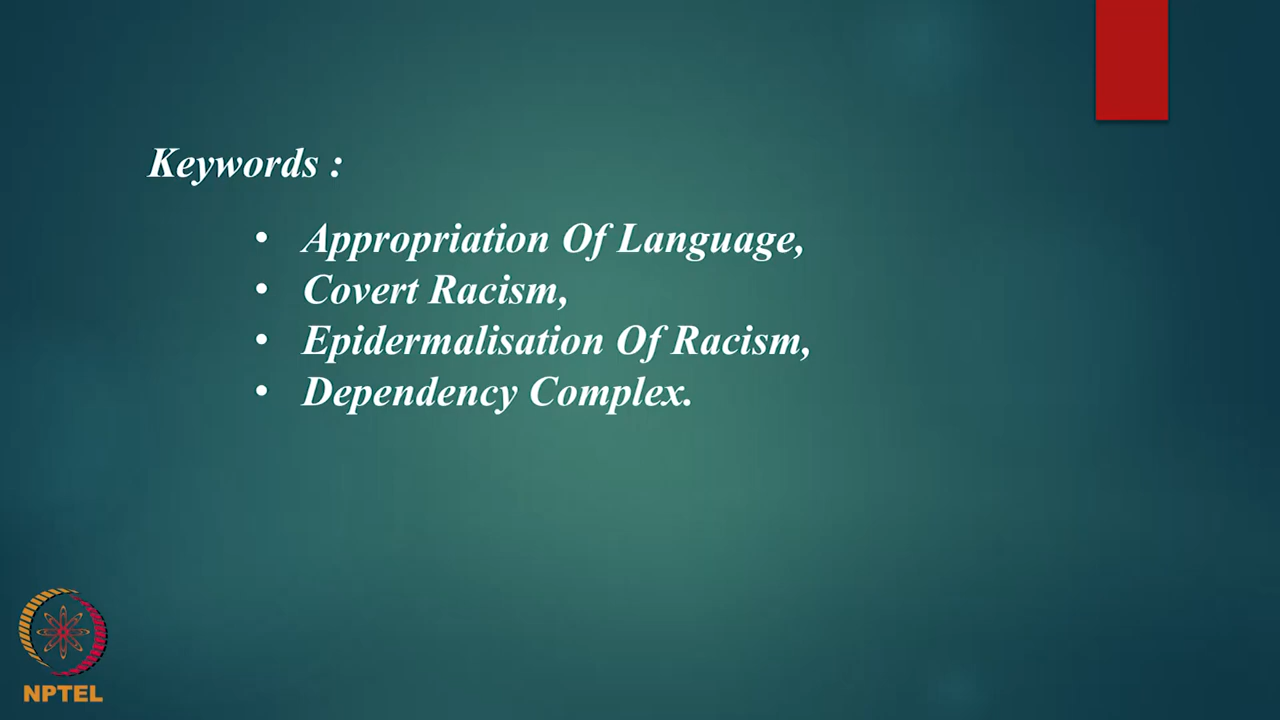 Keywords :
• Appropriation Of Language,
• Covert Racism,
• Epidermalisation Of Racism,
• Dependency Complex.
NPTEL